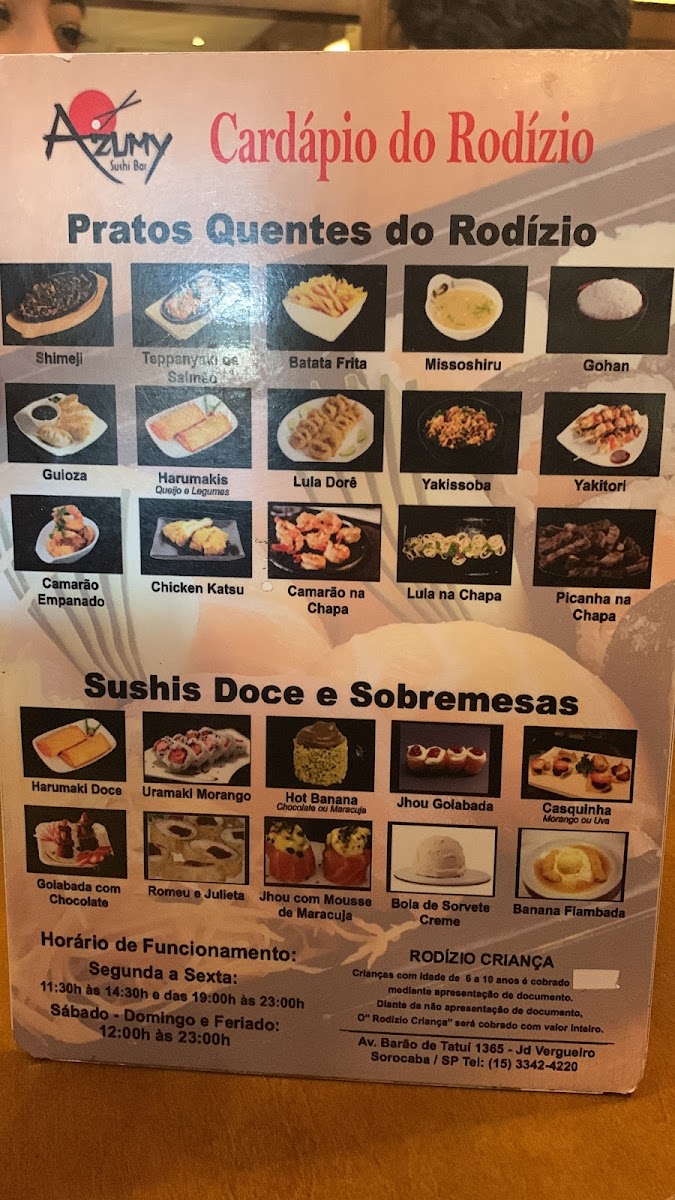 AZUMY
Sushi Bar
Cardápio do Rodízio
Pratos Quentes do Rodízio
Shimeji
Teppanyaki de
Salmão
Batata Frita
Missoshiru
Gohan
Guioza
Harumakis
Queijo e Legumes
Lula Dorê
Yakissoba
Yakitori
Camarão
Empanado
Chicken Katsu
Camarão na
Chapa
Lula na Chapa
Picanha na
Chapa
Sushis Doce e Sobremesas
Harumaki Doce
Uramaki Morango
Hot Banana
Chocolate ou Maracuja
Jhou Goiabada
Casquinha
Morango ou Uva
Goiabada com
Chocolate
Romeu e Julieta
Jhou com Mousse
de Maracuja
Bola de Sorvete
Creme
Banana Flambada
Horário de Funcionamento:
Segunda a Sexta:
11:30h às 14:30h e das 19:00h às 23:00h
Sábado - Domingo e Feriado:
12:00h às 23:00h
RODÍZIO CRIANÇA
Crianças com idade de 6 a 10 anos é cobrado
mediante apresentação de documento.
Diante da não apresentação de documento,
O" Rodízio Criança" será cobrado com valor inteiro.
Av. Barão de Tatuí 1365 - Jd Vergueiro
Sorocaba / SP Tel: (15) 3342-4220